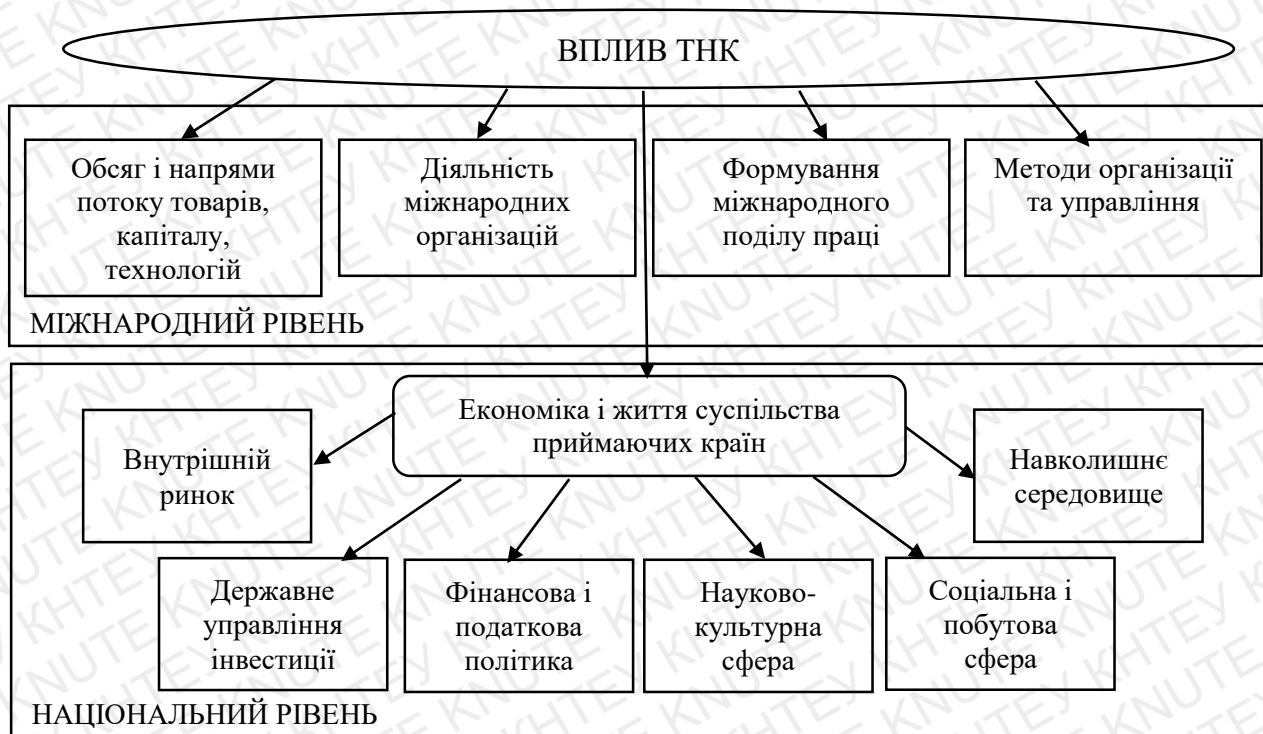 ВПЛИВ ТНК
Обсяг і напрями
потоку товарів,
капіталу,
технологій
Діяльність
міжнародних
організацій
Формування
міжнародного
поділу праці
Методи організації
та управління
МІЖНАРОДНИЙ РІВЕНЬ
Економіка і життя суспільства
приймаючих країн
Внутрішній
ринок
Навколишнє
середовище
Державне
управління
інвестиції
Фінансова і
податкова
політика
Науково-
культурна
сфера
Соціальна і
побутова
сфера
НАЦІОНАЛЬНИЙ РІВЕНЬ
KNUTE КНТЕУ